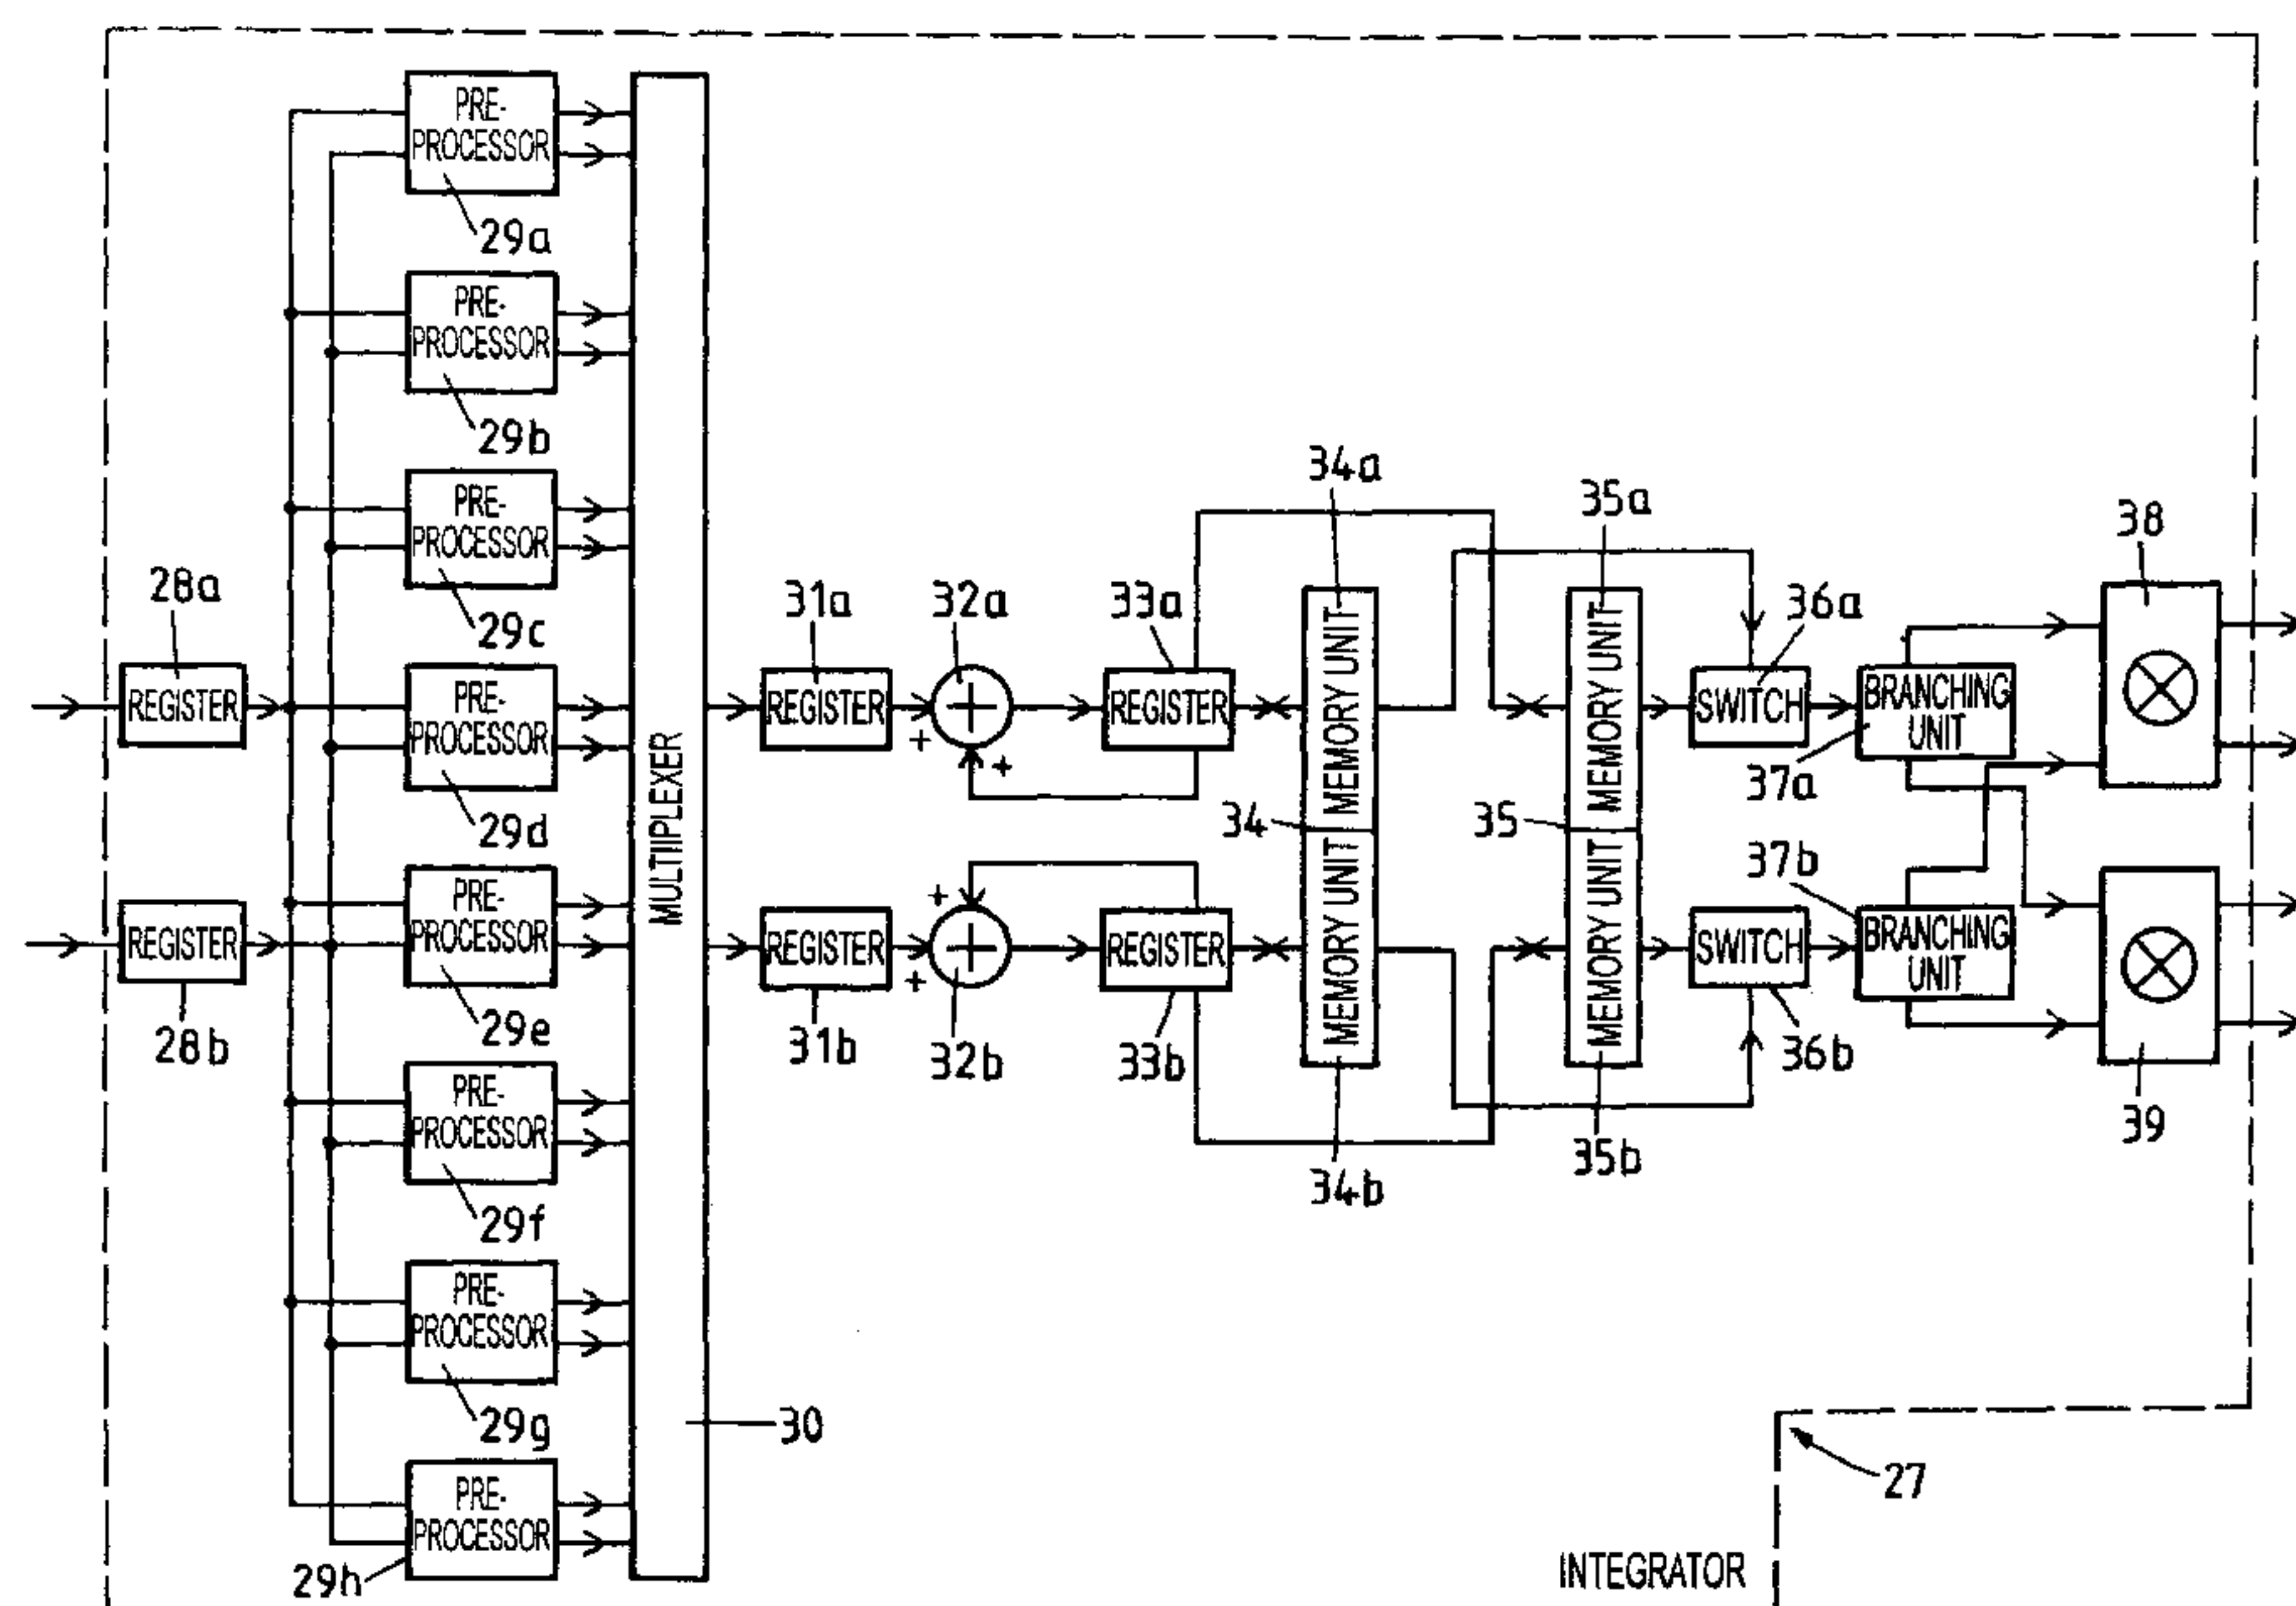 PRE-
PROCESSOR
29a
PRE-
PROCESSOR
29b
PRE-
PROCESSOR
29c
PRE-
PROCESSOR
29d
PRE-
PROCESSOR
29e
PRE-
PROCESSOR
29f
PRE-
PROCESSOR
29g
PRE-
PROCESSOR
29h
28a
REGISTER
REGISTER
28b
MULTIPLEXER
30
31a
REGISTER
REGISTER
31b
32a
+
+
+
+
+
+
32b
33a
REGISTER
REGISTER
33b
34a
MEMORY UNIT
34
MEMORY UNIT
34b
35a
MEMORY UNIT
35
MEMORY UNIT
35b
36a
SWITCH
SWITCH
36b
BRANCHING
UNIT
37a
37b
BRANCHING
UNIT
38
39
27
INTEGRATOR